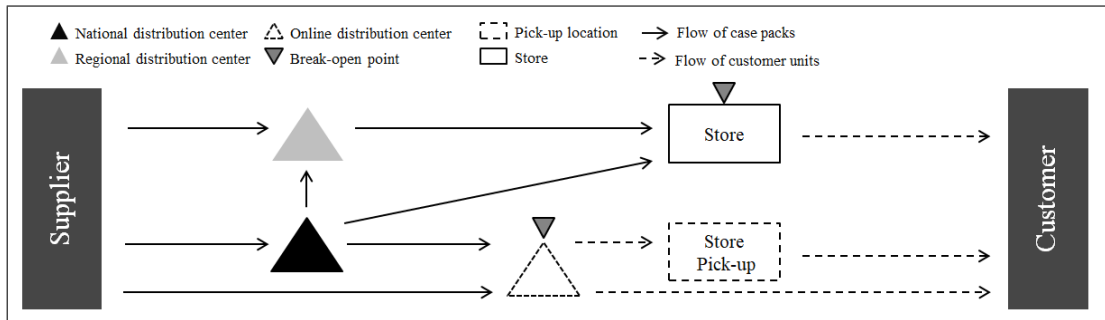 National distribution center
Online distribution center
Pick-up location
Flow of case packs
Regional distribution center
Break-open point
Store
Flow of customer units
Supplier
Store
Customer
Store
Pick-up